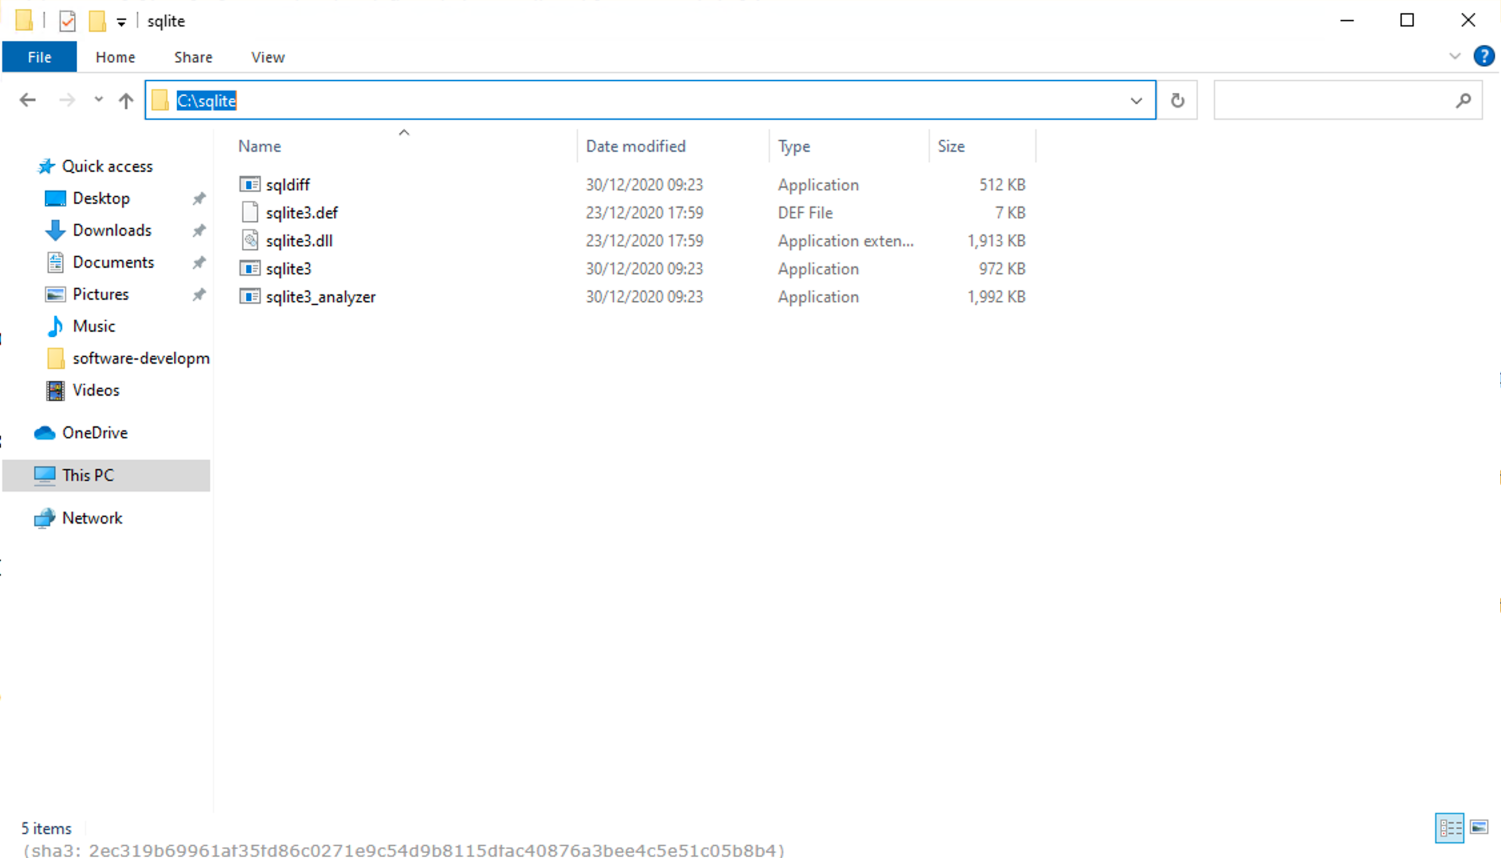 sqlite
File Home Share View
C:\sqlite
Name Date modified Type Size
Quick access
Desktop
Downloads
Documents
Pictures
Music
software-developm
Videos
OneDrive
This PC
Network
sqldiff 30/12/2020 09:23 Application 512 KB
sqlite3.def 23/12/2020 17:59 DEF File 7 KB
sqlite3.dll 23/12/2020 17:59 Application exten... 1,913 KB
sqlite3 30/12/2020 09:23 Application 972 KB
sqlite3_analyzer 30/12/2020 09:23 Application 1,992 KB
5 items
(sha3: 2ec319b69961af35fd86c0271e9c54d9b8115dfac40876a3bee4c5e51c05b8b4)